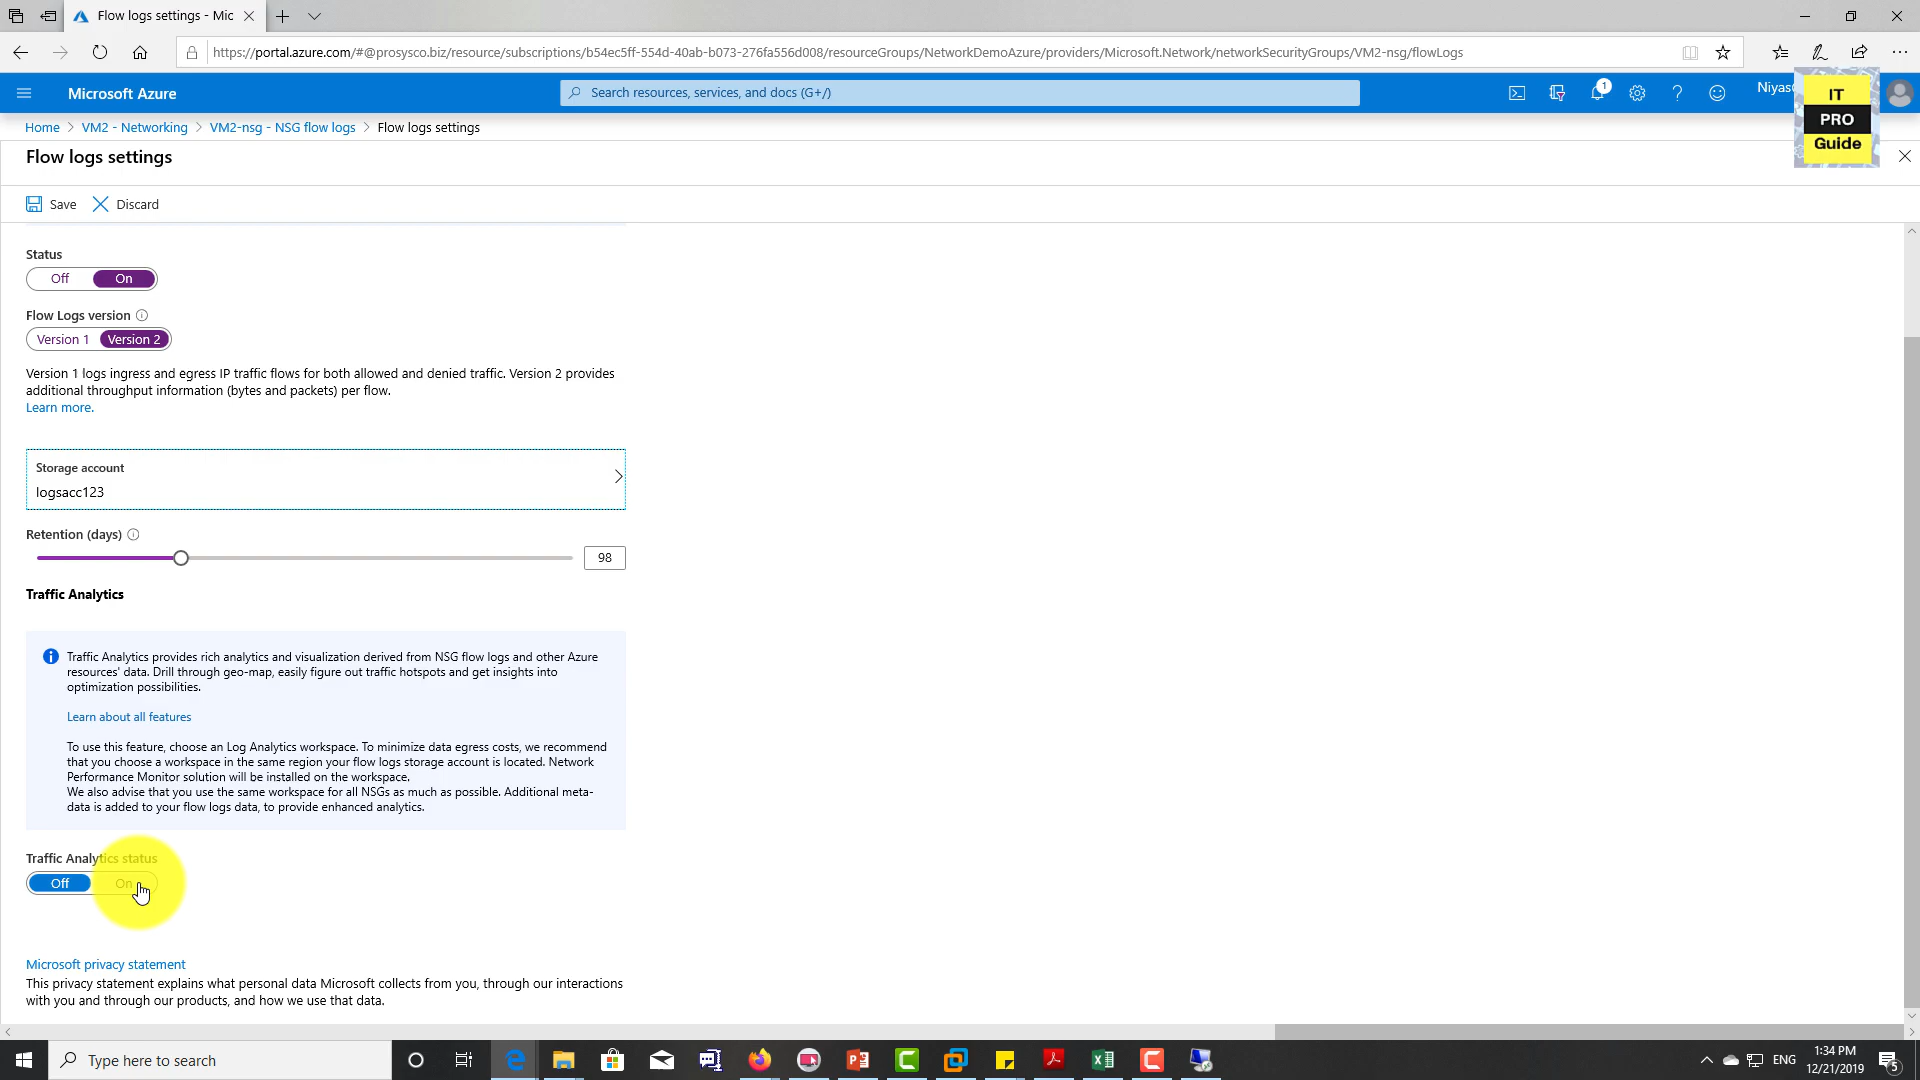 Flow logs settings - Mic
https://portal.azure.com/#@prosysco.biz/resource/subscriptions/b54ec5ff-554d-40ab-b073-276fa556d008/resourceGroups/NetworkDemoAzure/providers/Microsoft.Network/networkSecurityGroups/VM2-nsg/flowLogs
Microsoft Azure
Search resources, services, and docs (G+/)
1
Niyas
IT
PRO
Guide
Home > VM2 - Networking > VM2-nsg - NSG flow logs > Flow logs settings
Flow logs settings
Save
Discard
Status
Off On
Flow Logs version
Version 1 Version 2
Version 1 logs ingress and egress IP traffic flows for both allowed and denied traffic. Version 2 provides
additional throughput information (bytes and packets) per flow.
Learn more.
Storage account
logsacc123
Retention (days)
98
Traffic Analytics
Traffic Analytics provides rich analytics and visualization derived from NSG flow logs and other Azure
resources' data. Drill through geo-map, easily figure out traffic hotspots and get insights into
optimization possibilities.
Learn about all features
To use this feature, choose an Log Analytics workspace. To minimize data egress costs, we recommend
that you choose a workspace in the same region your flow logs storage account is located. Network
Performance Monitor solution will be installed on the workspace.
We also advise that you use the same workspace for all NSGs as much as possible. Additional meta-
data is added to your flow logs data, to provide enhanced analytics.
Traffic Analytics status
Off On
Microsoft privacy statement
This privacy statement explains what personal data Microsoft collects from you, through our interactions
with you and through our products, and how we use that data.
Type here to search
ENG
1:34 PM
12/21/2019
5